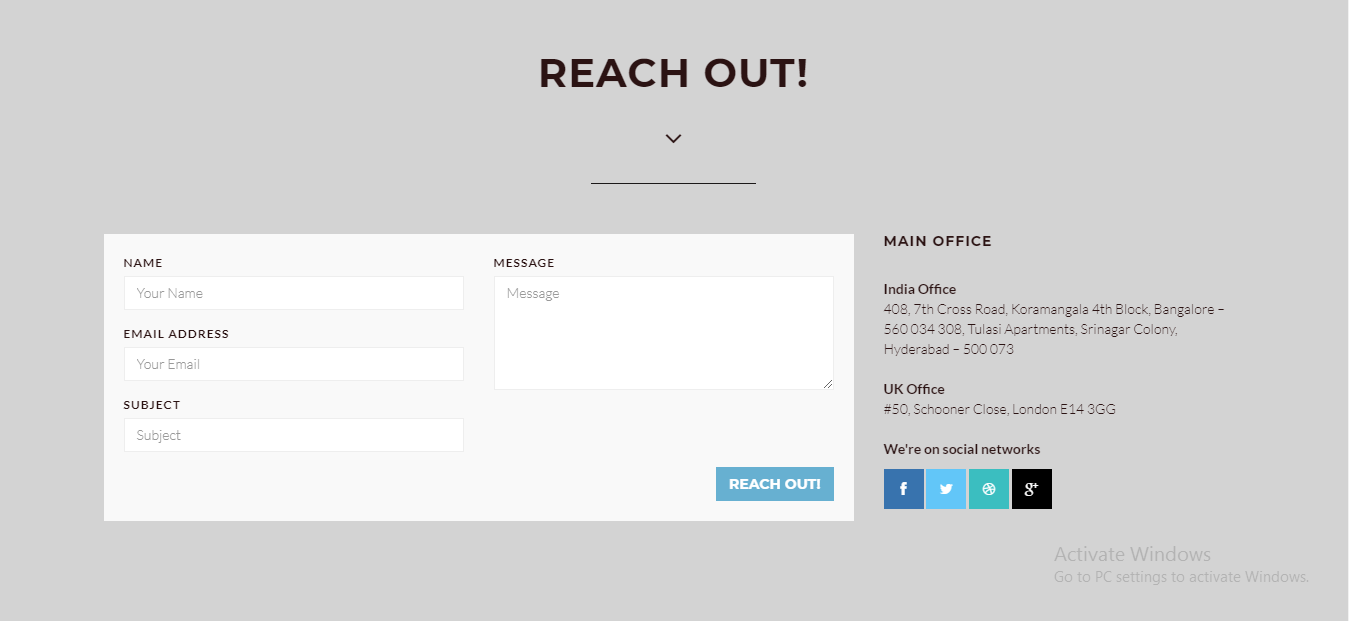 REACH OUT!
NAME
Your Name
EMAIL ADDRESS
Your Email
SUBJECT
Subject
MESSAGE
Message
REACH OUT!
MAIN OFFICE
India Office
408, 7th Cross Road, Koramangala 4th Block, Bangalore –
560 034 308, Tulasi Apartments, Srinagar Colony,
Hyderabad – 500 073
UK Office
#50, Schooner Close, London E14 3GG
We're on social networks
Activate Windows
Go to PC settings to activate Windows.